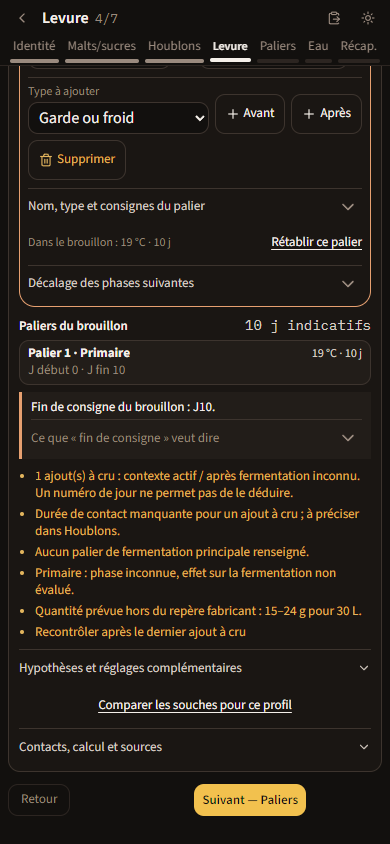 Levure 4/7
Identité Malts/sucres Houblons Levure Paliers Eau Récap.
Type à ajouter
Garde ou froid
+ Avant
+ Après
Supprimer
Nom, type et consignes du palier
Dans le brouillon : 19 °C · 10 j
Rétablir ce palier
Décalage des phases suivantes
Paliers du brouillon
10 j indicatifs
Palier 1 · Primaire
19 °C · 10 j
J début 0 · J fin 10
Fin de consigne du brouillon : J10.
Ce que « fin de consigne » veut dire
• 1 ajout(s) à cru : contexte actif / après fermentation inconnu.
Un numéro de jour ne permet pas de le déduire.
• Durée de contact manquante pour un ajout à cru ; à préciser
dans Houblons.
• Aucun palier de fermentation principale renseigné.
• Primaire : phase inconnue, effet sur la fermentation non
évalué.
• Quantité prévue hors du repère fabricant : 15–24 g pour 30 L.
• Recontrôler après le dernier ajout à cru
Hypothèses et réglages complémentaires
Comparer les souches pour ce profil
Contacts, calcul et sources
Retour
Suivant — Paliers